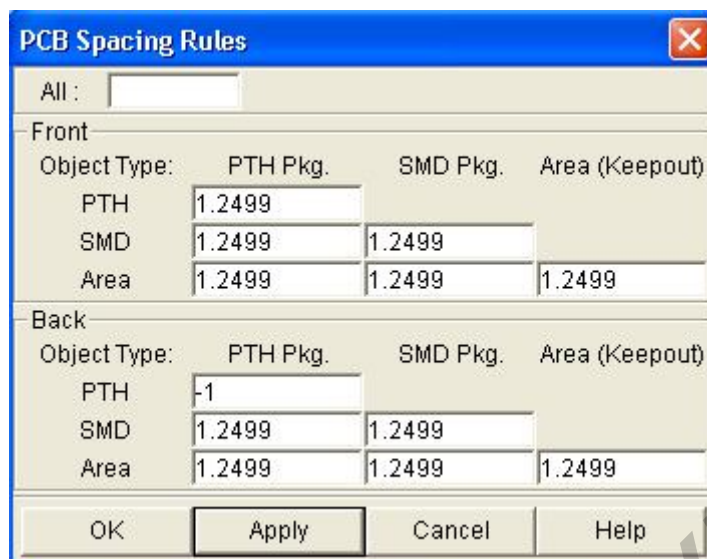 PCB Spacing Rules
All :
Front
Object Type: PTH Pkg. SMD Pkg. Area (Keepout)
PTH 1.2499
SMD 1.2499 1.2499
Area 1.2499 1.2499 1.2499
Back
Object Type: PTH Pkg. SMD Pkg. Area (Keepout)
PTH -1
SMD 1.2499 1.2499
Area 1.2499 1.2499 1.2499
OK Apply Cancel Help